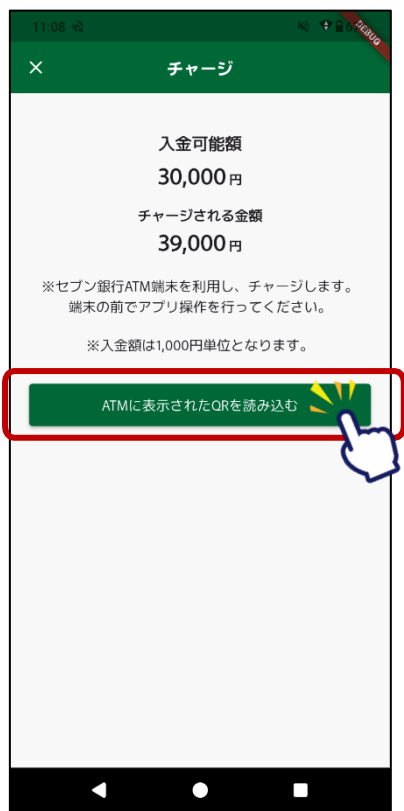 11:08
DEBUG
チャージ
入金可能額
30,000円
チャージされる金額
39,000円
※セブン銀行ATM端末を利用し、チャージします。
端末の前でアプリ操作を行ってください。
※入金額は1,000円単位となります。
ATMに表示されたQRを読み込む